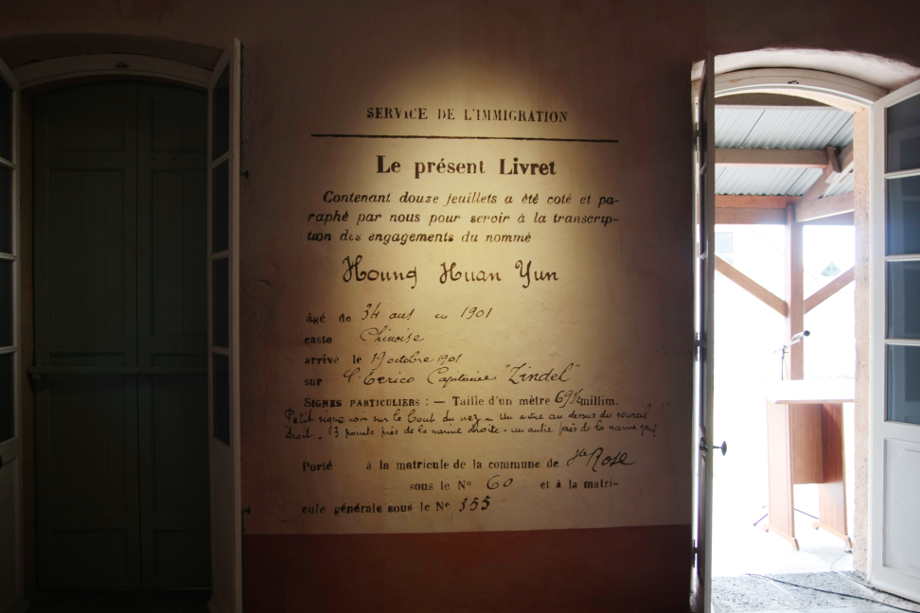 SERVICE DE L'IMMIGRATION
Le présent Livret
Contenant douze feuillets a été coté et pa-
raphé par nous pour servir à la transcrip-
tion des engagements du nommé
Houng Huan Yun
âgé de 34 ans en 1901
caste Chinoise
arrivé le 19 octobre 1901
sur l'Eerico Capitaine "Zindel"
SIGNES PARTICULIERS : — Taille d'un mètre 69½ millim.
Petit signe noir sur le bout du nez - un autre au dessus du sourcil
droit - 13 points près de la narine droite - un autre près de la narine
Porté à la matricule de la commune de Ste Rose
sous le No 60 et à la matri-
cule générale sous le No 355